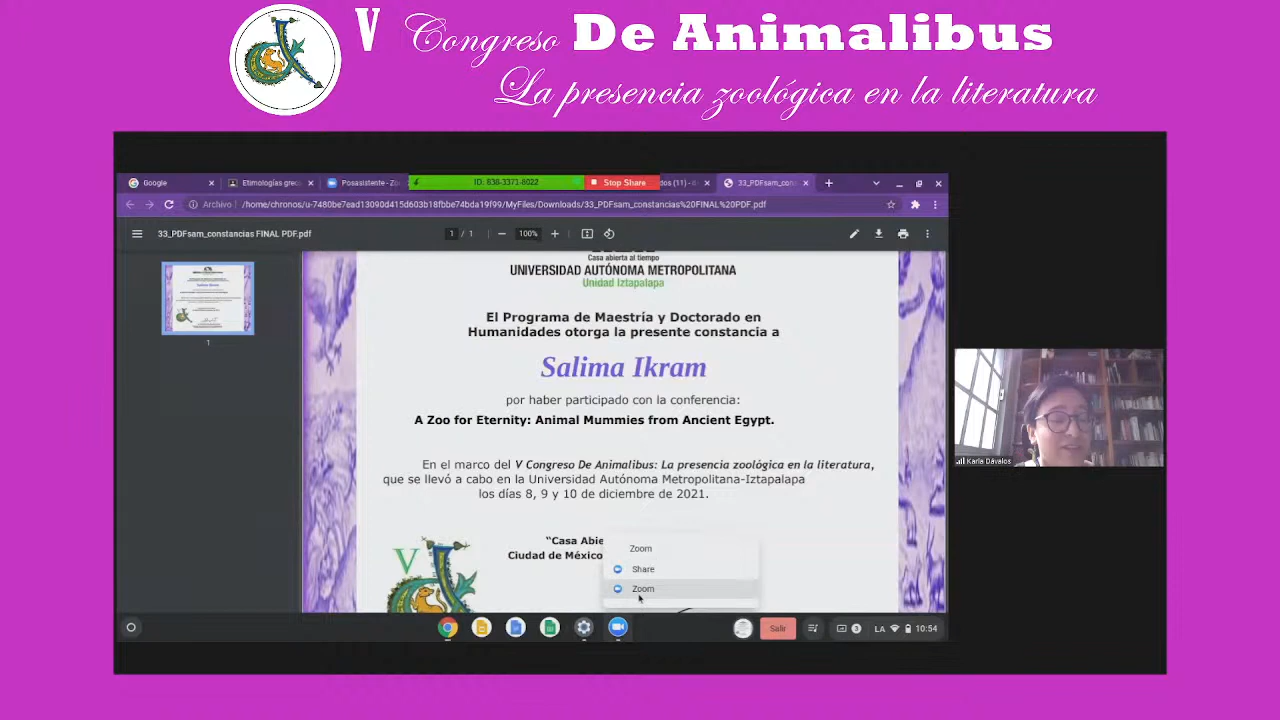 V Congreso De Animalibus
La presencia zoológica en la literatura
Google
Etimologías grec
Posasistente - Zo
ID: 838-3371-8022
Stop Share
dos (11) - d
33_PDFsam_cons
Archivo
/home/chronos/u-7480be7ead13090d415d603b18fbbe74bda19f99/MyFiles/Downloads/33_PDFsam_constancias%20FINAL%20PDF.pdf
33_PDFsam_constancias FINAL PDF.pdf
1 / 1
100%
Casa abierta al tiempo
UNIVERSIDAD AUTÓNOMA METROPOLITANA
Unidad Iztapalapa
El Programa de Maestría y Doctorado en
Humanidades otorga la presente constancia a
Salima Ikram
por haber participado con la conferencia:
A Zoo for Eternity: Animal Mummies from Ancient Egypt.
En el marco del V Congreso De Animalibus: La presencia zoológica en la literatura,
que se llevó a cabo en la Universidad Autónoma Metropolitana-Iztapalapa
los días 8, 9 y 10 de diciembre de 2021.
"Casa Abie
Ciudad de México
V
1
Zoom
Share
Zoom
Karla Dávalos
Salir
3
LA
10:54